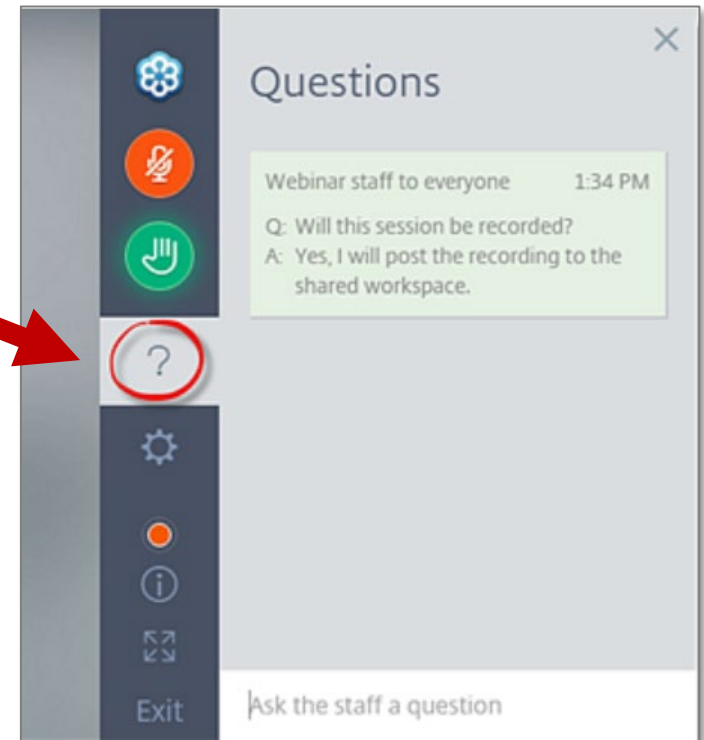 Questions
Webinar staff to everyone 1:34 PM
Q: Will this session be recorded?
A: Yes, I will post the recording to the
shared workspace.
?
Exit
Ask the staff a question